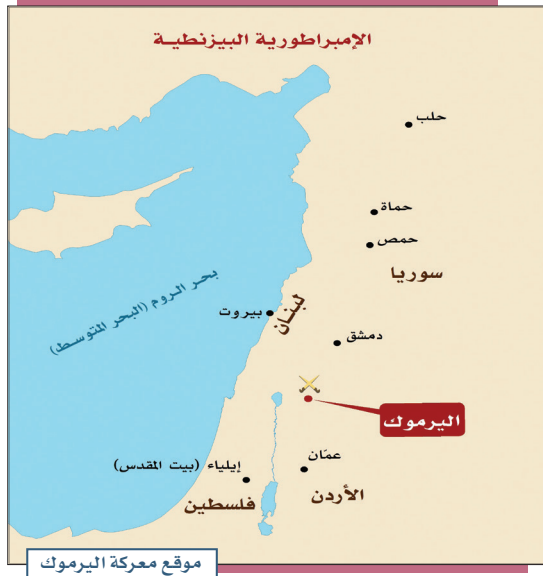 الإمبراطورية البيزنطية
حلب
حماة
حمص
سوريا
بحر الروم (البحر المتوسط)
لبنان
بيروت
دمشق
اليرموك
عمّان
إيلياء (بيت المقدس)
الأردن
فلسطين
موقع معركة اليرموك